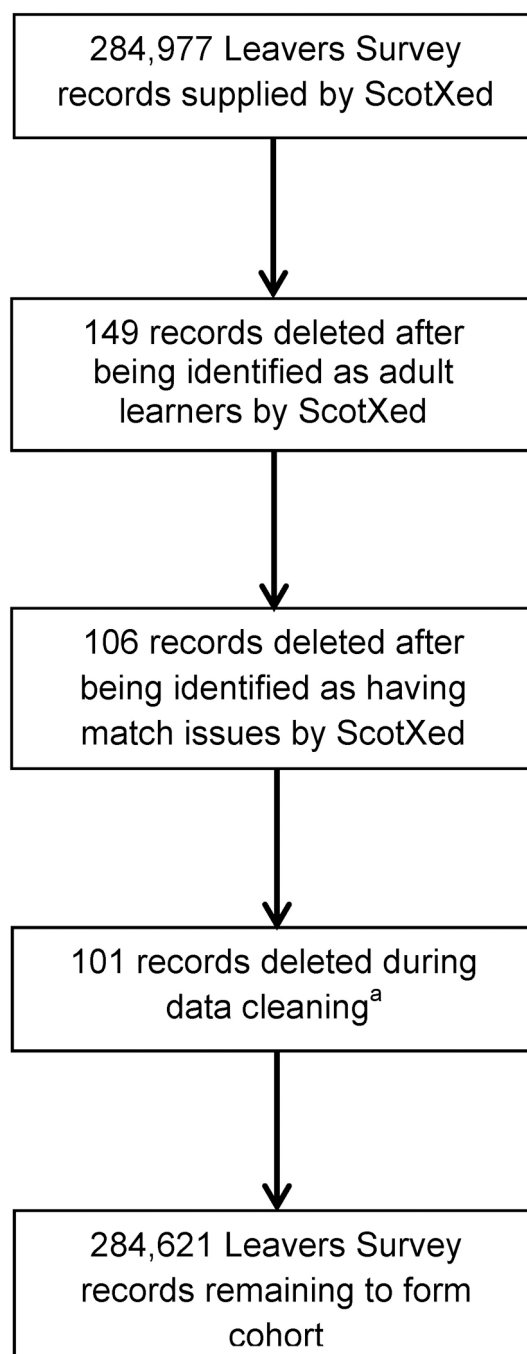 284,977 Leavers Survey
records supplied by ScotXed
149 records deleted after
being identified as adult
learners by ScotXed
106 records deleted after
being identified as having
match issues by ScotXed
101 records deleted during
data cleaningᵃ
284,621 Leavers Survey
records remaining to form
cohort